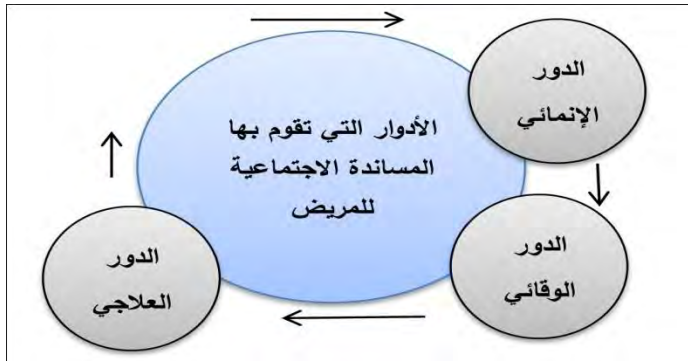 الأدوار التي تقوم بها
المساندة الاجتماعية
للمريض
الدور
الإنمائي
الدور
الوقائي
الدور
العلاجي